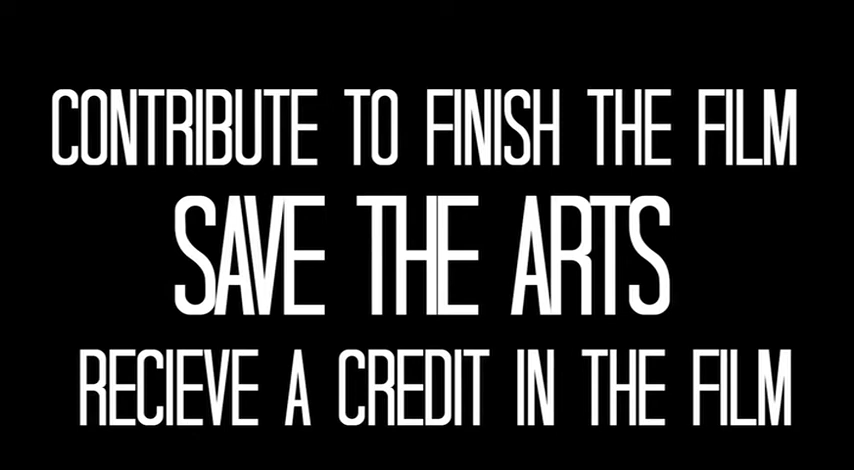 CONTRIBUTE TO FINISH THE FILM
SAVE THE ARTS
RECIEVE A CREDIT IN THE FILM